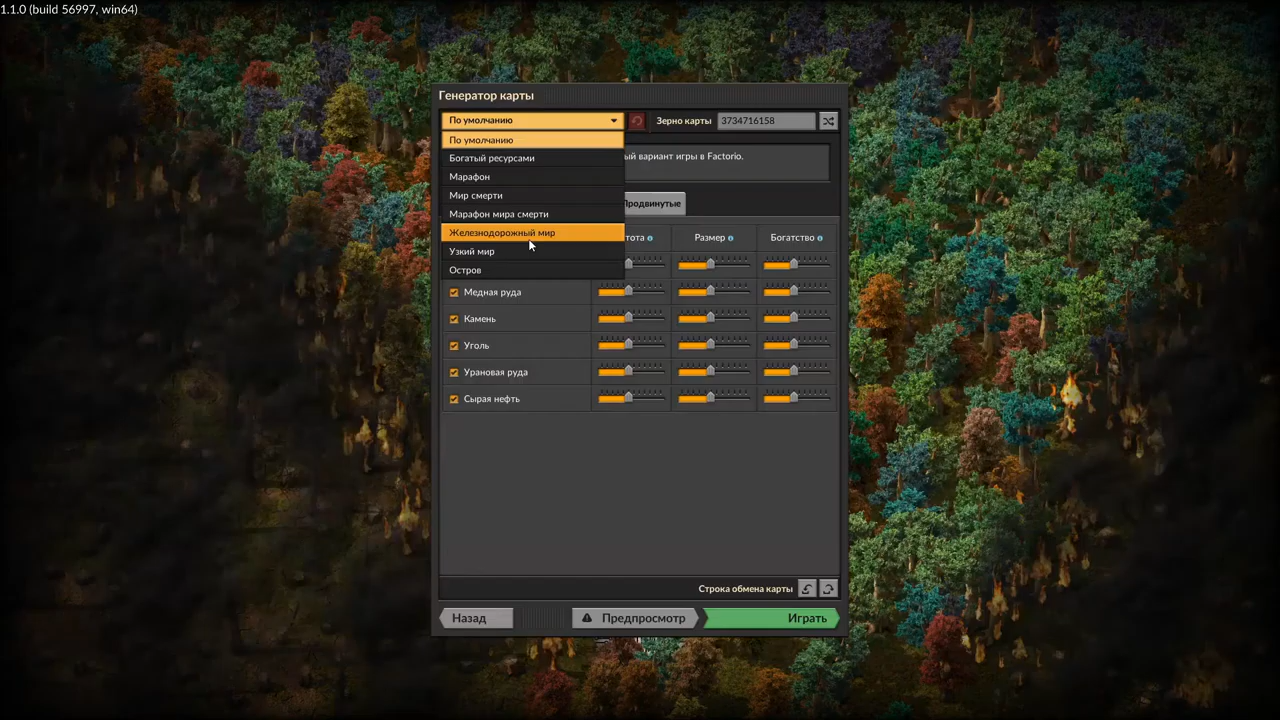 1.1.0 (build 56997, win64)
Генератор карты
По умолчанию
Зерно карты
3734716158
По умолчанию
Богатый ресурсами
Марафон
Мир смерти
Марафон мира смерти
Железнодорожный мир
Узкий мир
Остров
ый вариант игры в Factorio.
Продвинутые
тота Размер Богатство
Медная руда
Камень
Уголь
Урановая руда
Сырая нефть
Строка обмена карты
Назад
Предпросмотр
Играть